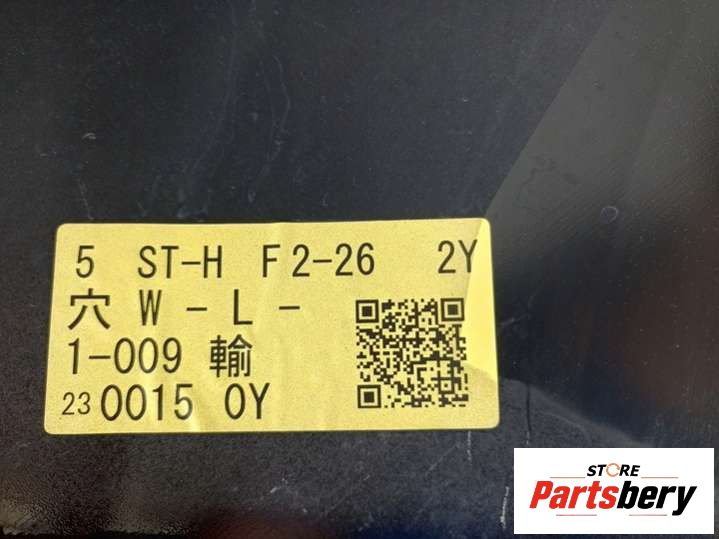 5 ST-H F2-26 2Y
穴 W - L -
1-009 輸
23 0015 0Y
STORE
Partsbery